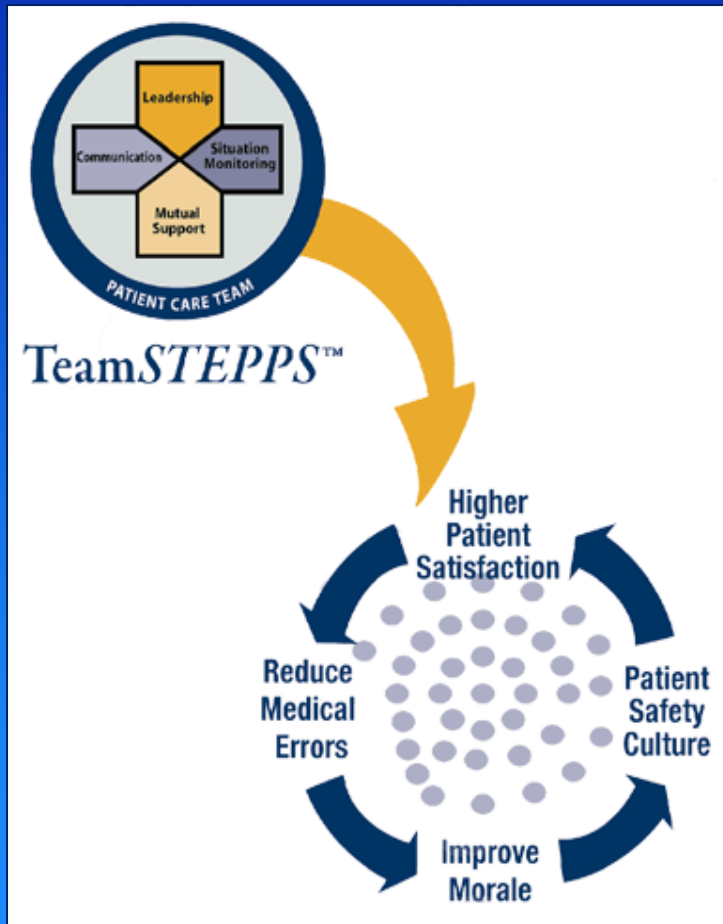 Leadership
Communication
Situation
Monitoring
Mutual
Support
PATIENT CARE TEAM
TeamSTEPPS™
Higher
Patient
Satisfaction
Reduce
Medical
Errors
Patient
Safety
Culture
Improve
Morale